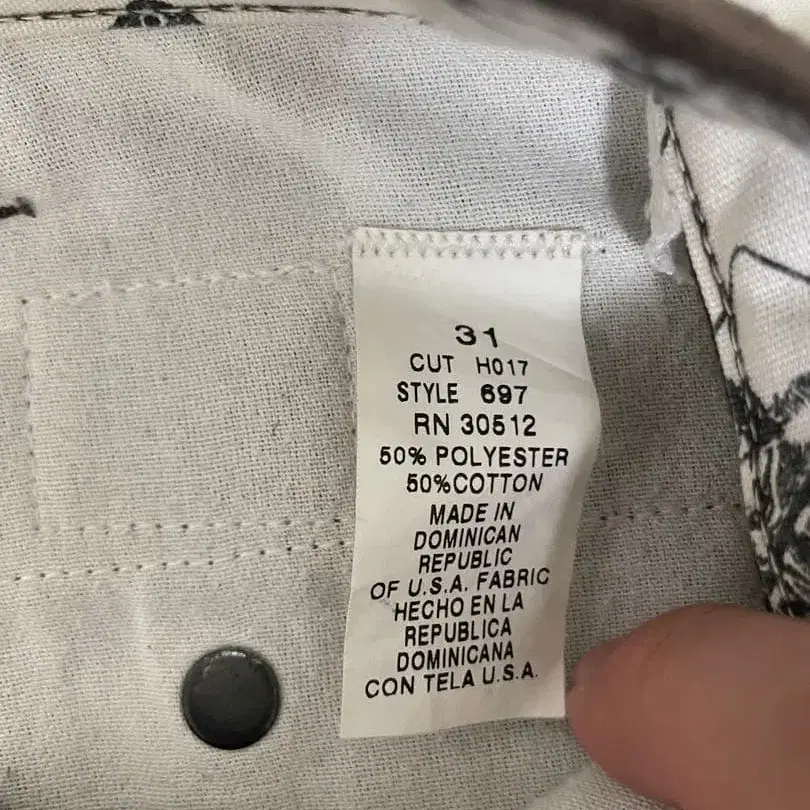 31
CUT H017
STYLE 697
RN 30512
50% POLYESTER
50%COTTON
MADE IN
DOMINICAN
REPUBLIC
OF U.S.A. FABRIC
HECHO EN LA
REPUBLICA
DOMINICANA
CON TELA U.S.A.